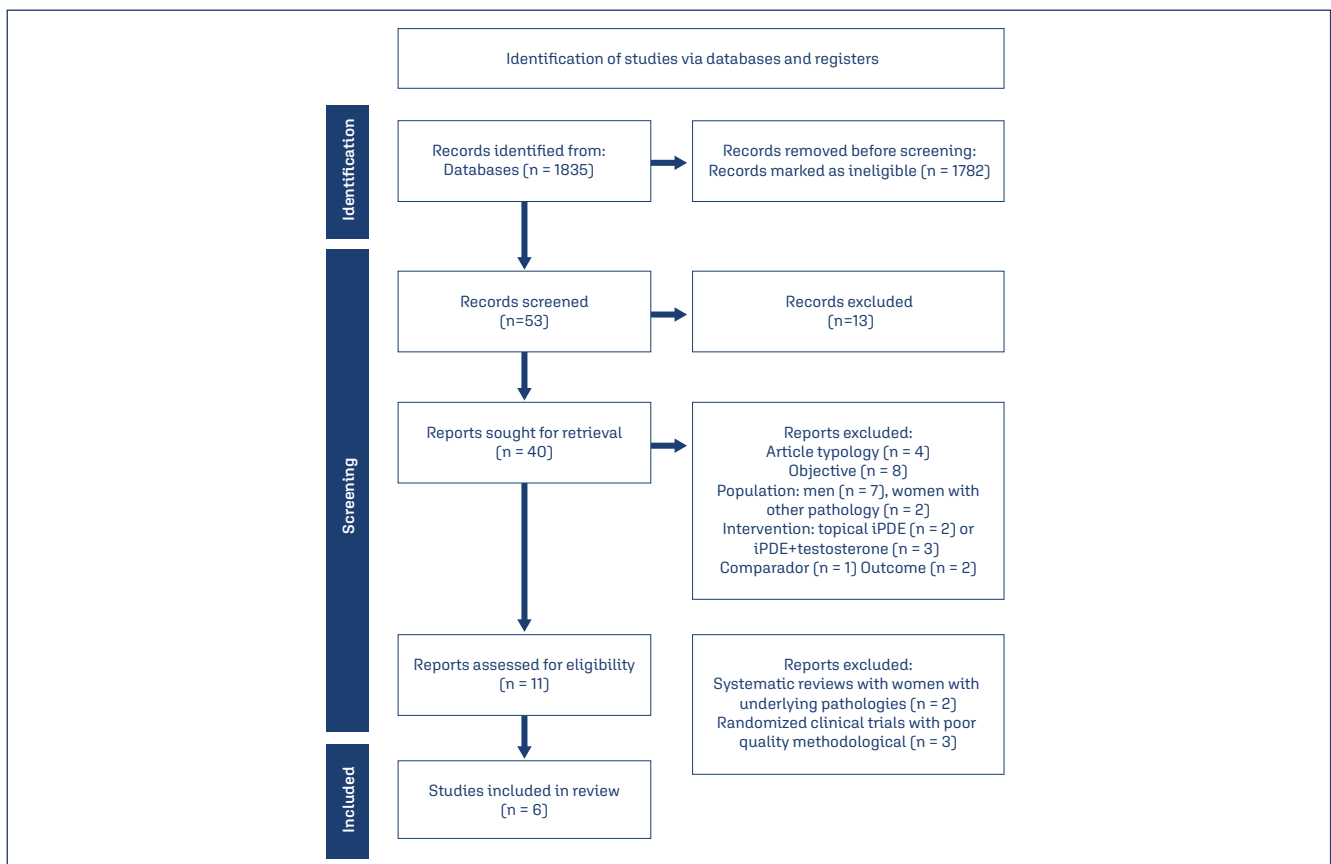 Identification of studies via databases and registers
Identification
Records identified from:
Databases (n = 1835)
Records removed before screening:
Records marked as ineligible (n = 1782)
Screening
Records screened
(n=53)
Records excluded
(n=13)
Reports sought for retrieval
(n = 40)
Reports excluded:
Article typology (n = 4)
Objective (n = 8)
Population: men (n = 7), women with
other pathology (n = 2)
Intervention: topical iPDE (n = 2) or
iPDE+testosterone (n = 3)
Comparador (n = 1) Outcome (n = 2)
Reports assessed for eligibility
(n = 11)
Reports excluded:
Systematic reviews with women with
underlying pathologies (n = 2)
Randomized clinical trials with poor
quality methodological (n = 3)
Included
Studies included in review
(n = 6)